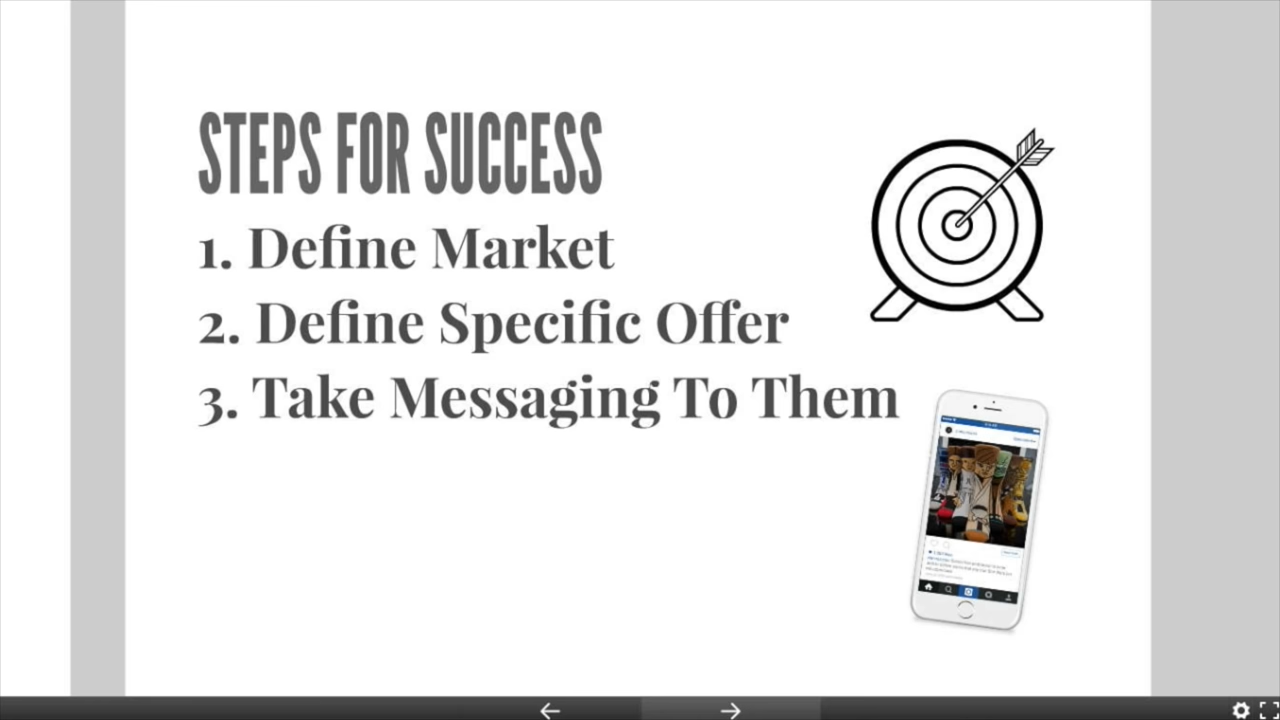 STEPS FOR SUCCESS
1. Define Market
2. Define Specific Offer
3. Take Messaging To Them